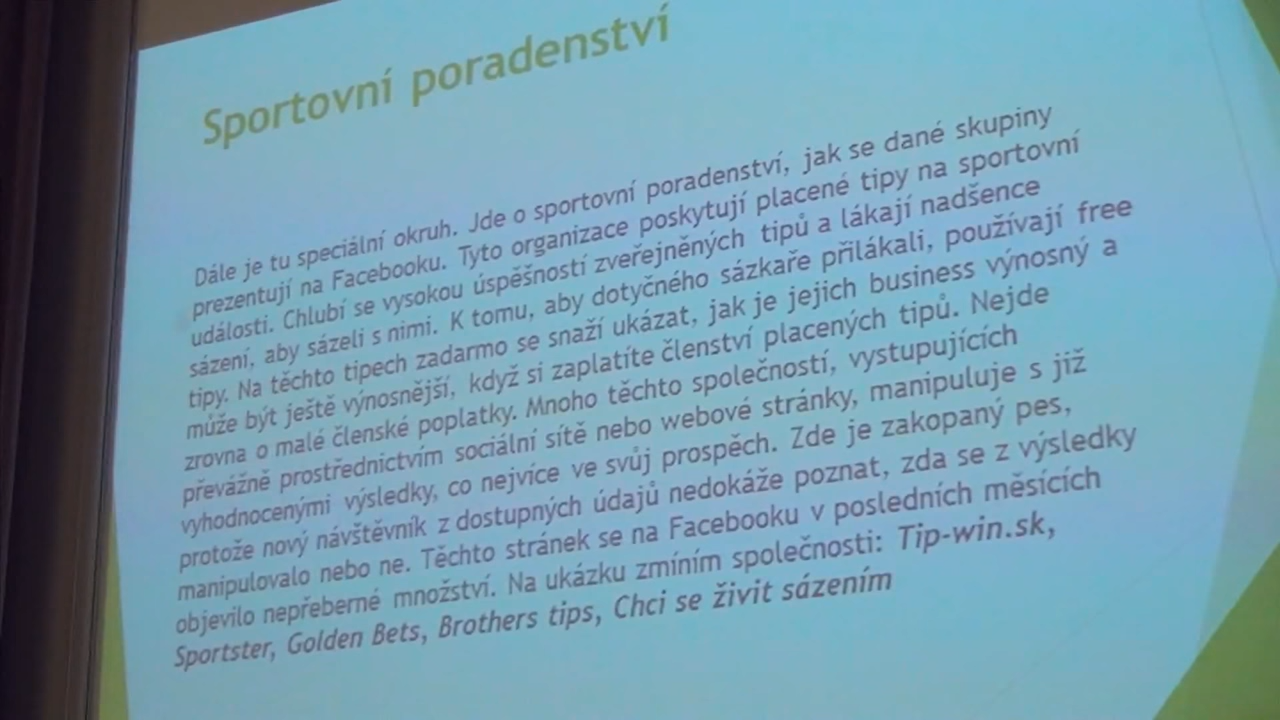 Sportovní poradenství
Dále je tu speciální okruh. Jde o sportovní poradenství, jak se dané skupiny
prezentují na Facebooku. Tyto organizace poskytují placené tipy na sportovní
události. Chlubí se vysokou úspěšností zveřejněných tipů a lákají nadšence
sázení, aby sázeli s nimi. K tomu, aby dotyčného sázkaře přilákali, používají free
tipy. Na těchto tipech zadarmo se snaží ukázat, jak je jejich business výnosný a
může být ještě výnosnější, když si zaplatíte členství placených tipů. Nejde
zrovna o malé členské poplatky. Mnoho těchto společností, vystupujících
převážně prostřednictvím sociální sítě nebo webové stránky, manipuluje s již
vyhodnocenými výsledky, co nejvíce ve svůj prospěch. Zde je zakopaný pes,
protože nový návštěvník z dostupných údajů nedokáže poznat, zda se z výsledky
manipulovalo nebo ne. Těchto stránek se na Facebooku v posledních měsících
objevilo nepřeberné množství. Na ukázku zmíním společnosti: Tip-win.sk,
Sportster, Golden Bets, Brothers tips, Chci se živit sázením